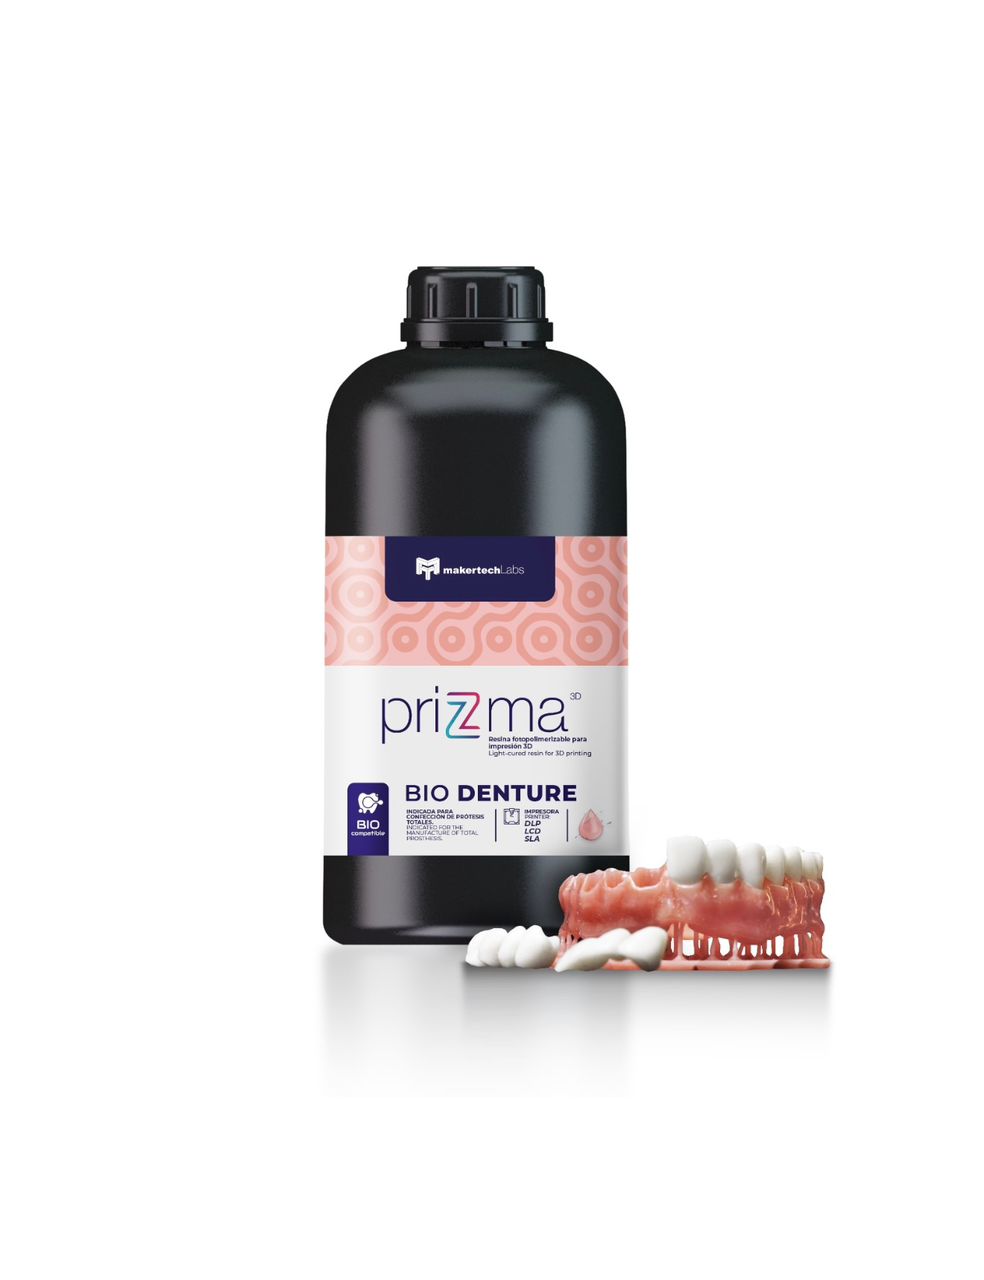 makertechLabs
prizma 3D
Resina fotopolimerizable para
impresión 3D
Light-cured resin for 3D printing
BIO DENTURE
BIO
compatible
INDICADA PARA
CONFECCIÓN DE PRÓTESIS
TOTALES.
INDICATED FOR THE
MANUFACTURE OF TOTAL
PROSTHESIS.
IMPRESORA
PRINTER:
DLP
LCD
SLA